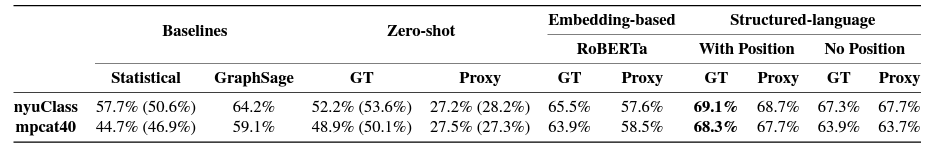 Baselines Zero-shot Embedding-based Structured-language
RoBERTa With Position No Position
Statistical GraphSage GT Proxy GT Proxy GT Proxy GT Proxy
nyuClass 57.7% (50.6%) 64.2% 52.2% (53.6%) 27.2% (28.2%) 65.5% 57.6% 69.1% 68.7% 67.3% 67.7%
mpcat40 44.7% (46.9%) 59.1% 48.9% (50.1%) 27.5% (27.3%) 63.9% 58.5% 68.3% 67.7% 63.9% 63.7%